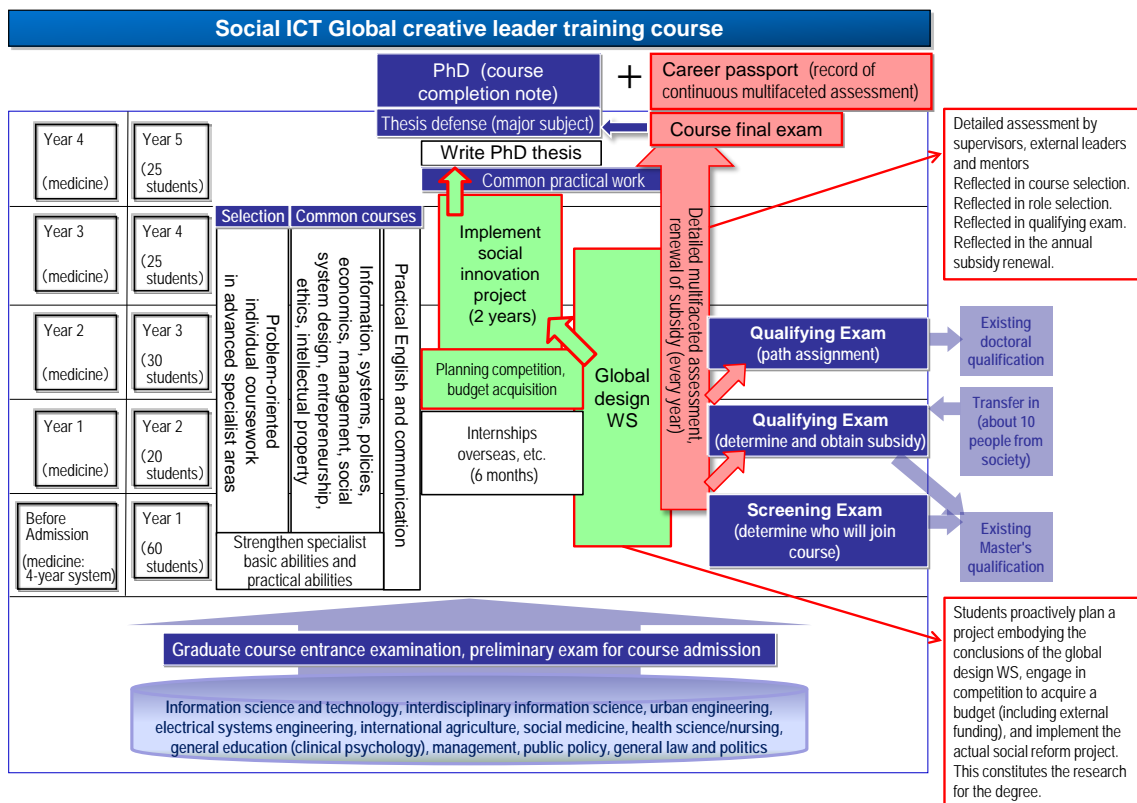 Social ICT Global creative leader training course
PhD (course
completion note)
+
Career passport (record of
continuous multifaceted assessment)
Thesis defense (major subject)
Course final exam
Write PhD thesis
Common practical work
Year 4
(medicine)
Year 5
(25
students)
Year 3
(medicine)
Year 4
(25
students)
Year 2
(medicine)
Year 3
(30
students)
Year 1
(medicine)
Year 2
(20
students)
Before
Admission
(medicine:
4-year system)
Year 1
(60
students)
Selection
Common courses
Problem-oriented
individual coursework
in advanced specialist areas
Information, systems, policies,
economics, management, social
system design, entrepreneurship,
ethics, intellectual property
Practical English and communication
Strengthen specialist
basic abilities and
practical abilities
Implement
social
innovation
project
(2 years)
Planning competition,
budget acquisition
Internships
overseas, etc.
(6 months)
Global
design
WS
Detailed multifaceted assessment,
renewal of subsidy (every year)
Qualifying Exam
(path assignment)
Qualifying Exam
(determine and obtain subsidy)
Screening Exam
(determine who will join
course)
Existing
doctoral
qualification
Transfer in
(about 10
people from
society)
Existing
Master's
qualification
Detailed assessment by
supervisors, external leaders
and mentors
Reflected in course selection.
Reflected in role selection.
Reflected in qualifying exam.
Reflected in the annual
subsidy renewal.
Students proactively plan a
project embodying the
conclusions of the global
design WS, engage in
competition to acquire a
budget (including external
funding), and implement the
actual social reform project.
This constitutes the research
for the degree.
Graduate course entrance examination, preliminary exam for course admission
Information science and technology, interdisciplinary information science, urban engineering,
electrical systems engineering, international agriculture, social medicine, health science/nursing,
general education (clinical psychology), management, public policy, general law and politics